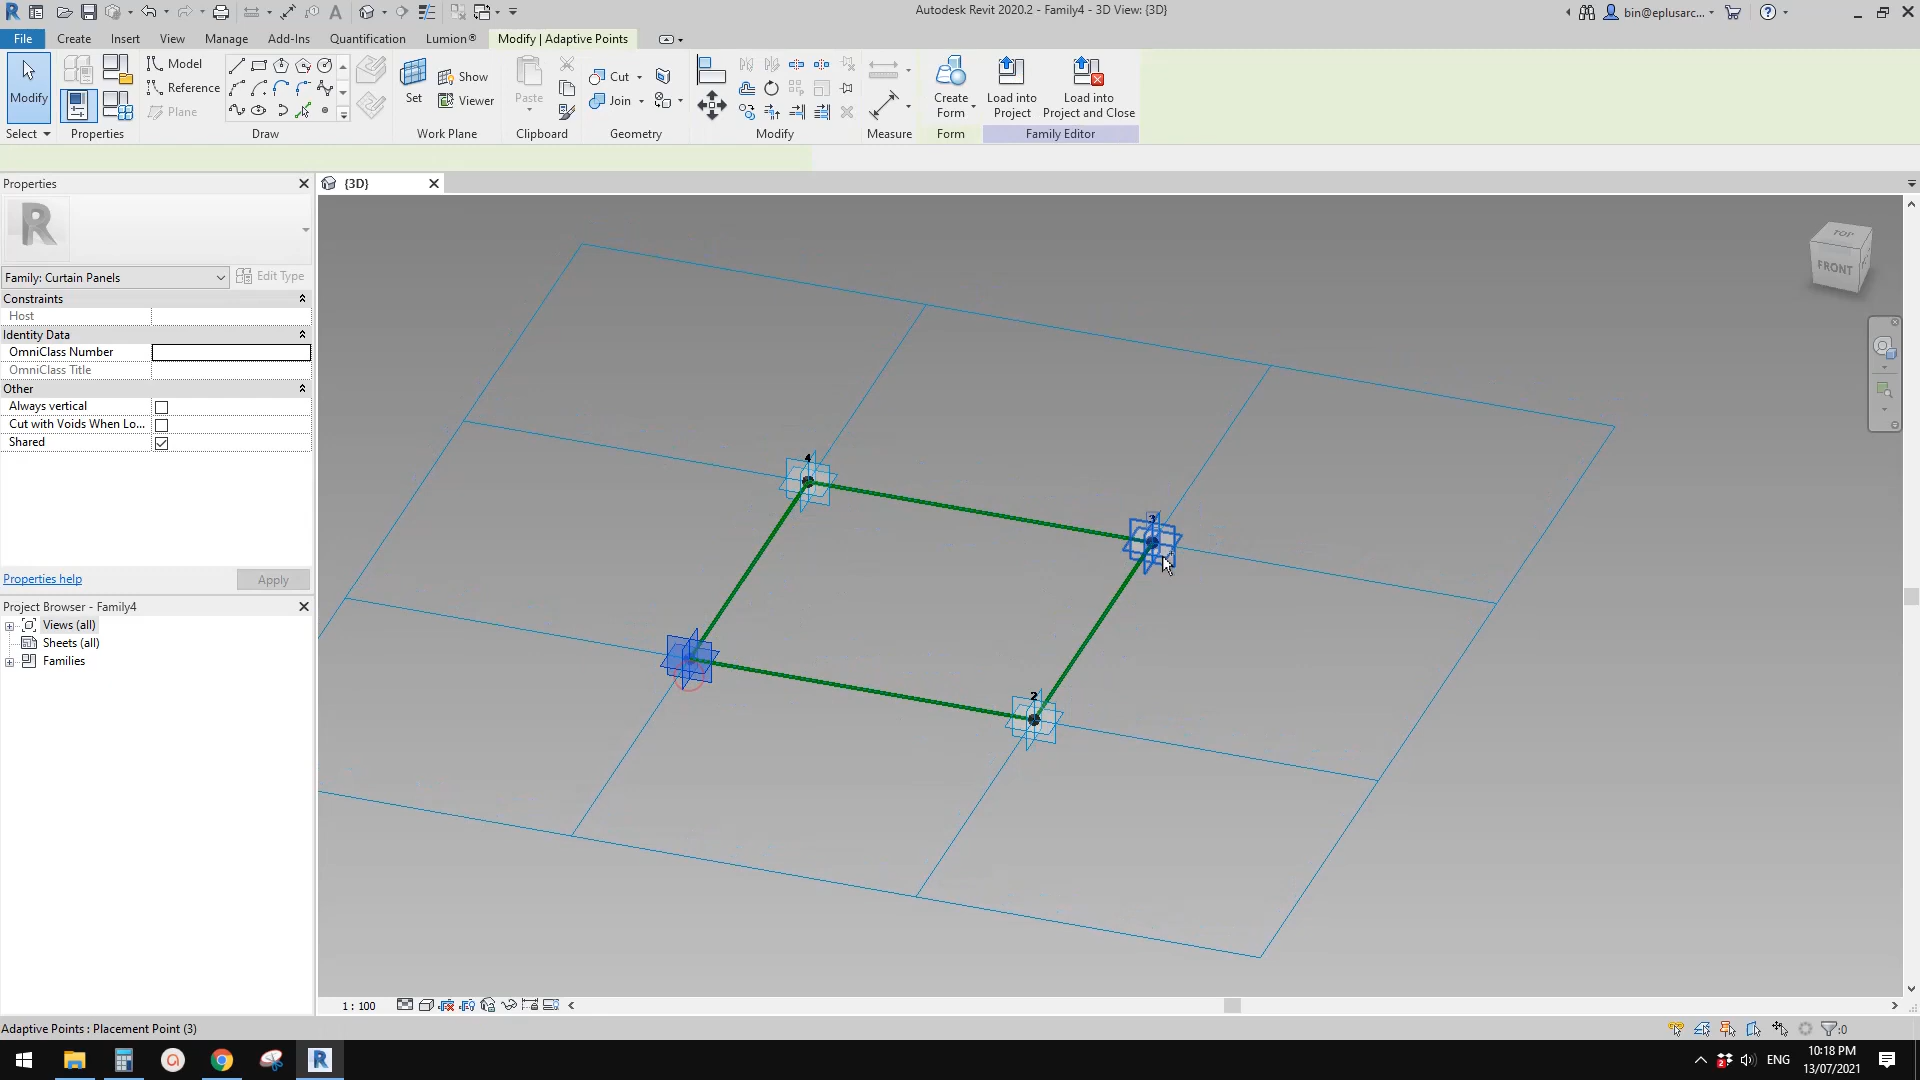 Autodesk Revit 2020.2 - Family4 - 3D View: {3D}
bin@eplusarc...
File Create Insert View Manage Add-Ins Quantification Lumion® Modify | Adaptive Points
Modify
Select
Properties
Model
Reference
Plane
Draw
Set
Show
Viewer
Work Plane
Paste
Clipboard
Cut
Join
Geometry
Modify
Measure
Create Form
Form
Load into Project
Load into Project and Close
Family Editor
Properties
{3D}
R
Family: Curtain Panels
Edit Type
Constraints
Host
Identity Data
OmniClass Number
OmniClass Title
Other
Always vertical
Cut with Voids When Lo...
Shared
Properties help
Apply
Project Browser - Family4
Views (all)
Sheets (all)
Families
TOP
FRONT
4
3
2
1 : 100
Adaptive Points : Placement Point (3)
:0
ENG
10:18 PM
13/07/2021